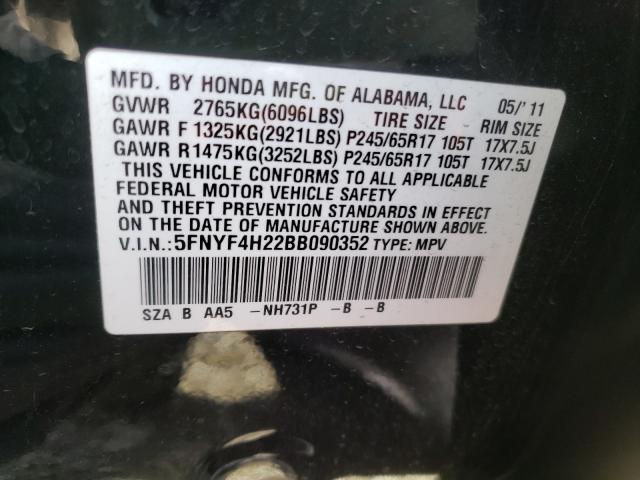 MFD. BY HONDA MFG. OF ALABAMA, LLC 05/'11
GVWR 2765KG(6096LBS) TIRE SIZE RIM SIZE
GAWR F 1325KG(2921LBS) P245/65R17 105T 17X7.5J
GAWR R1475KG(3252LBS) P245/65R17 105T 17X7.5J
THIS VEHICLE CONFORMS TO ALL APPLICABLE
FEDERAL MOTOR VEHICLE SAFETY
AND THEFT PREVENTION STANDARDS IN EFFECT
ON THE DATE OF MANUFACTURE SHOWN ABOVE.
V.I.N.:5FNYF4H22BB090352 TYPE: MPV
SZA B AA5 -NH731P -B -B